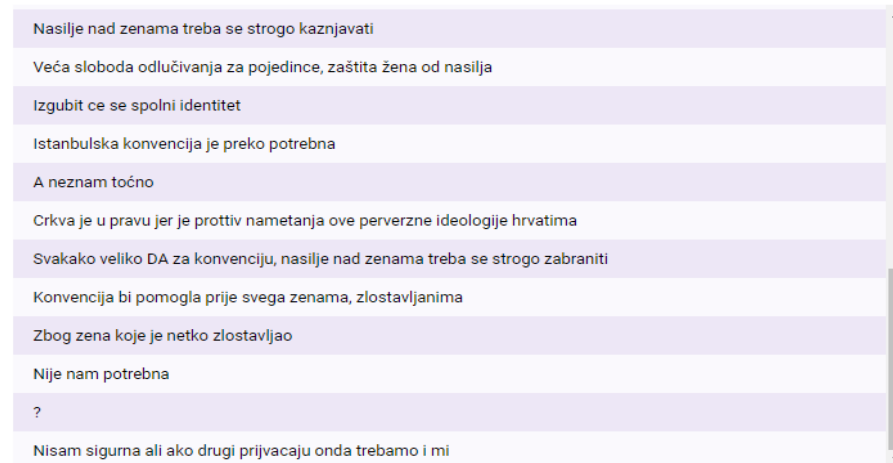 Nasilje nad zenama treba se strogo kaznjavati
Veća sloboda odlučivanja za pojedince, zaštita žena od nasilja
Izgubit ce se spolni identitet
Istanbulska konvencija je preko potrebna
A neznam toćno
Crkva je u pravu jer je prottiv nametanja ove perverzne ideologije hrvatima
Svakako veliko DA za konvenciju, nasilje nad zenama treba se strogo zabraniti
Konvencija bi pomogla prije svega zenama, zlostavljanima
Zbog zena koje je netko zlostavljao
Nije nam potrebna
?
Nisam sigurna ali ako drugi prijvacaju onda trebamo i mi